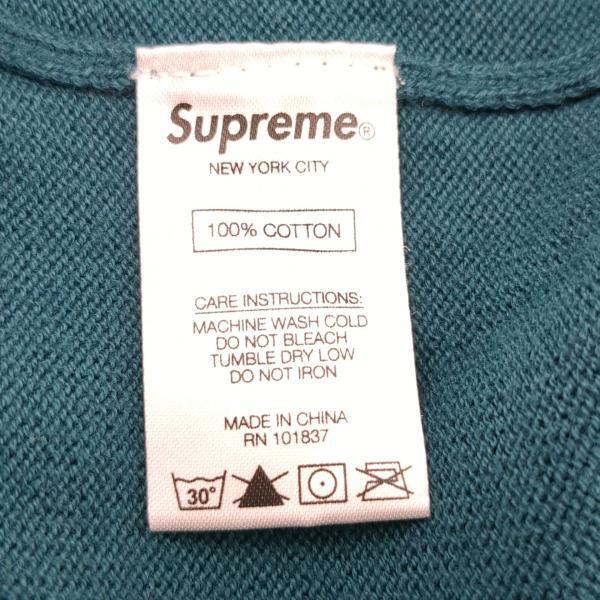 Supreme®
NEW YORK CITY
100% COTTON
CARE INSTRUCTIONS:
MACHINE WASH COLD
DO NOT BLEACH
TUMBLE DRY LOW
DO NOT IRON
MADE IN CHINA
RN 101837
30°